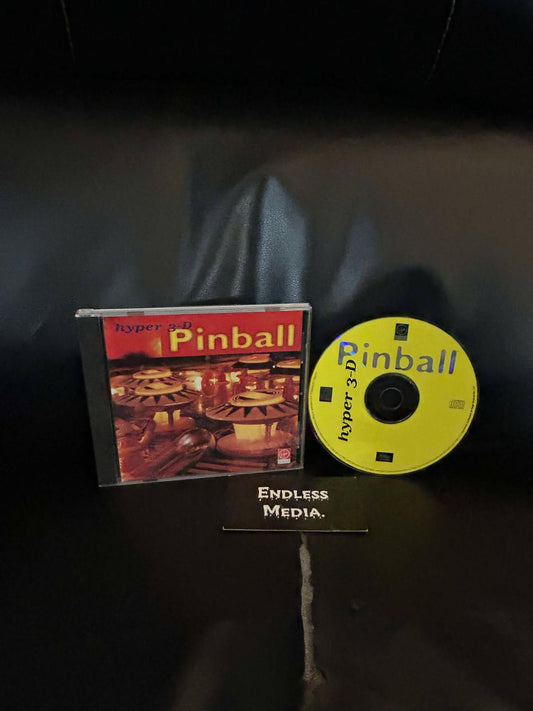 hyper 3-D
Pinball
Pinball
hyper 3-D
ENDLESS
MEDIA.